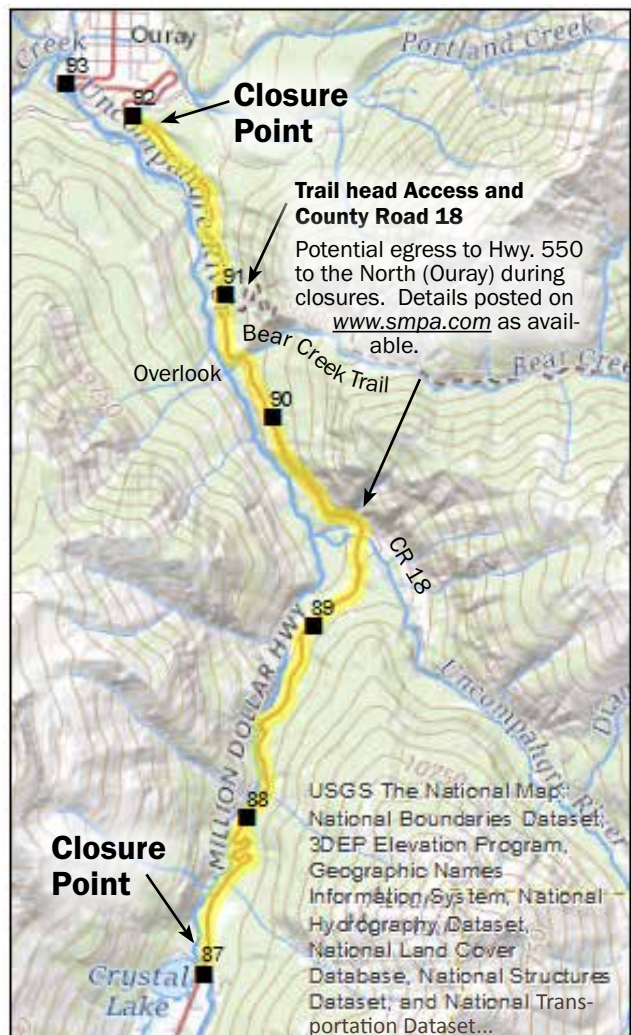 Creek
Ouray
Portland Creek
93
92
Closure
Point
Uncompahgre River
Trail head Access and
County Road 18
Potential egress to Hwy. 550
to the North (Ouray) during
closures. Details posted on
www.smpa.com as avail-
able.
91
Bear Creek Trail
Bear Cree
Overlook
90
CR 18
89
MILLION DOLLAR HWY
Uncompahgre River
88
10750
USGS The National Map:
National Boundaries Dataset,
3DEP Elevation Program,
Geographic Names
Information System, National
Hydrography Dataset,
National Land Cover
Database, National Structures
Dataset, and National Trans-
portation Dataset...
Closure
Point
87
Crystal
Lake